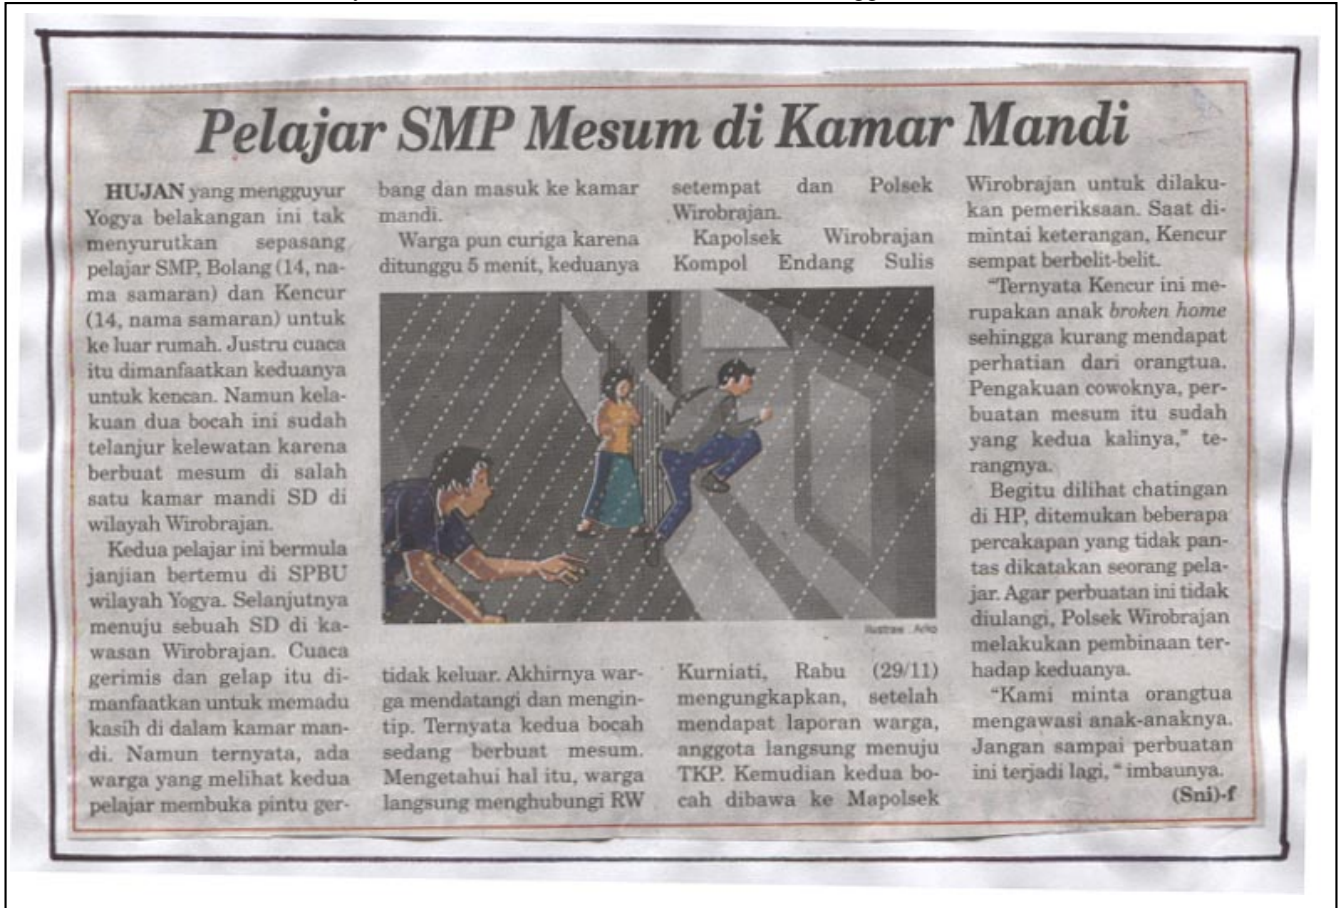 Pelajar SMP Mesum di Kamar Mandi
HUJAN yang mengguyur
Yogya belakangan ini tak
menyurutkan sepasang
pelajar SMP, Bolang (14, na-
ma samaran) dan Kencur
(14, nama samaran) untuk
ke luar rumah. Justru cuaca
itu dimanfaatkan keduanya
untuk kencan. Namun kela-
kuan dua bocah ini sudah
telanjur kelewatan karena
berbuat mesum di salah
satu kamar mandi SD di
wilayah Wirobrajan.
Kedua pelajar ini bermula
janjian bertemu di SPBU
wilayah Yogya. Selanjutnya
menuju sebuah SD di ka-
wasan Wirobrajan. Cuaca
gerimis dan gelap itu di-
manfaatkan untuk memadu
kasih di dalam kamar man-
di. Namun ternyata, ada
warga yang melihat kedua
pelajar membuka pintu ger-
bang dan masuk ke kamar
mandi.
Warga pun curiga karena
ditunggu 5 menit, keduanya
tidak keluar. Akhirnya war-
ga mendatangi dan mengin-
tip. Ternyata kedua bocah
sedang berbuat mesum.
Mengetahui hal itu, warga
langsung menghubungi RW
setempat dan Polsek
Wirobrajan.
Kapolsek Wirobrajan
Kompol Endang Sulis
Ilustrasi : Arko
Kurniati, Rabu (29/11)
mengungkapkan, setelah
mendapat laporan warga,
anggota langsung menuju
TKP. Kemudian kedua bo-
cah dibawa ke Mapolsek
Wirobrajan untuk dilaku-
kan pemeriksaan. Saat di-
mintai keterangan, Kencur
sempat berbelit-belit.
"Ternyata Kencur ini me-
rupakan anak broken home
sehingga kurang mendapat
perhatian dari orangtua.
Pengakuan cowoknya, per-
buatan mesum itu sudah
yang kedua kalinya," te-
rangnya.
Begitu dilihat chatingan
di HP, ditemukan beberapa
percakapan yang tidak pan-
tas dikatakan seorang pela-
jar. Agar perbuatan ini tidak
diulangi, Polsek Wirobrajan
melakukan pembinaan ter-
hadap keduanya.
"Kami minta orangtua
mengawasi anak-anaknya.
Jangan sampai perbuatan
ini terjadi lagi, " imbaunya.
(Sni)-f